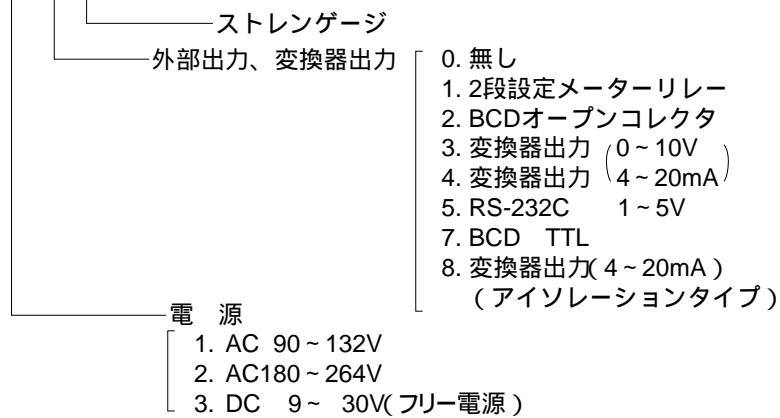 ストレンゲージ
外部出力、変換器出力
0. 無し
1. 2段設定メーターリレー
2. BCDオープンコレクタ
3. 変換器出力 (0~10V)
4. 変換器出力 (4~20mA)
5. RS-232C 1~5V
7. BCD TTL
8. 変換器出力(4~20mA)
(アイソレーションタイプ)
電 源
1. AC 90~132V
2. AC180~264V
3. DC 9~ 30V(フリー電源)